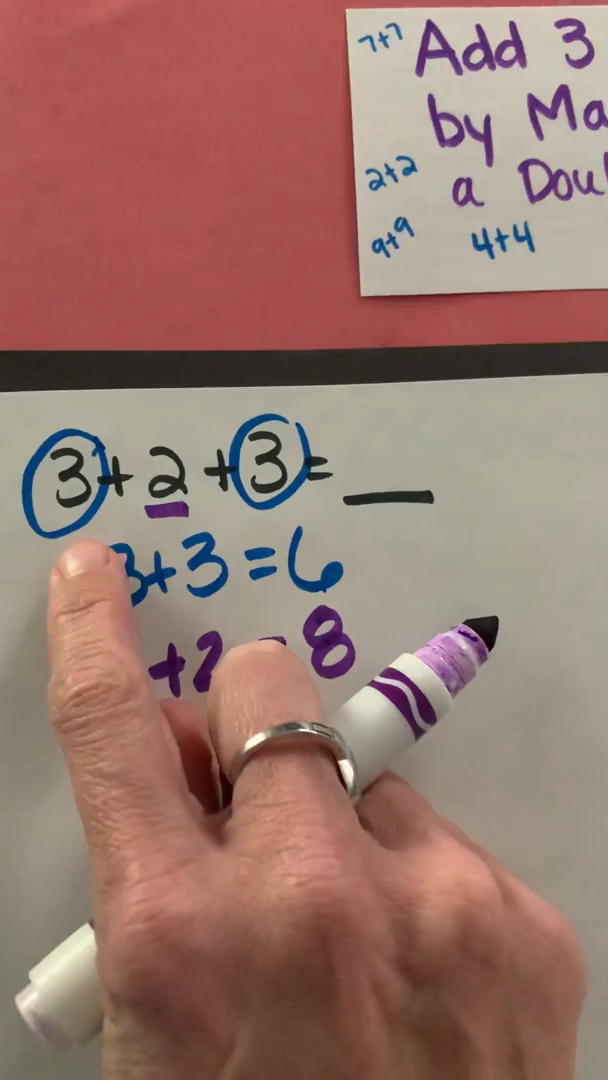 7+7
Add 3
by Ma
2+2
a Dou
9+9
4+4
3+2+3=__
3+3=6
+2 = 8